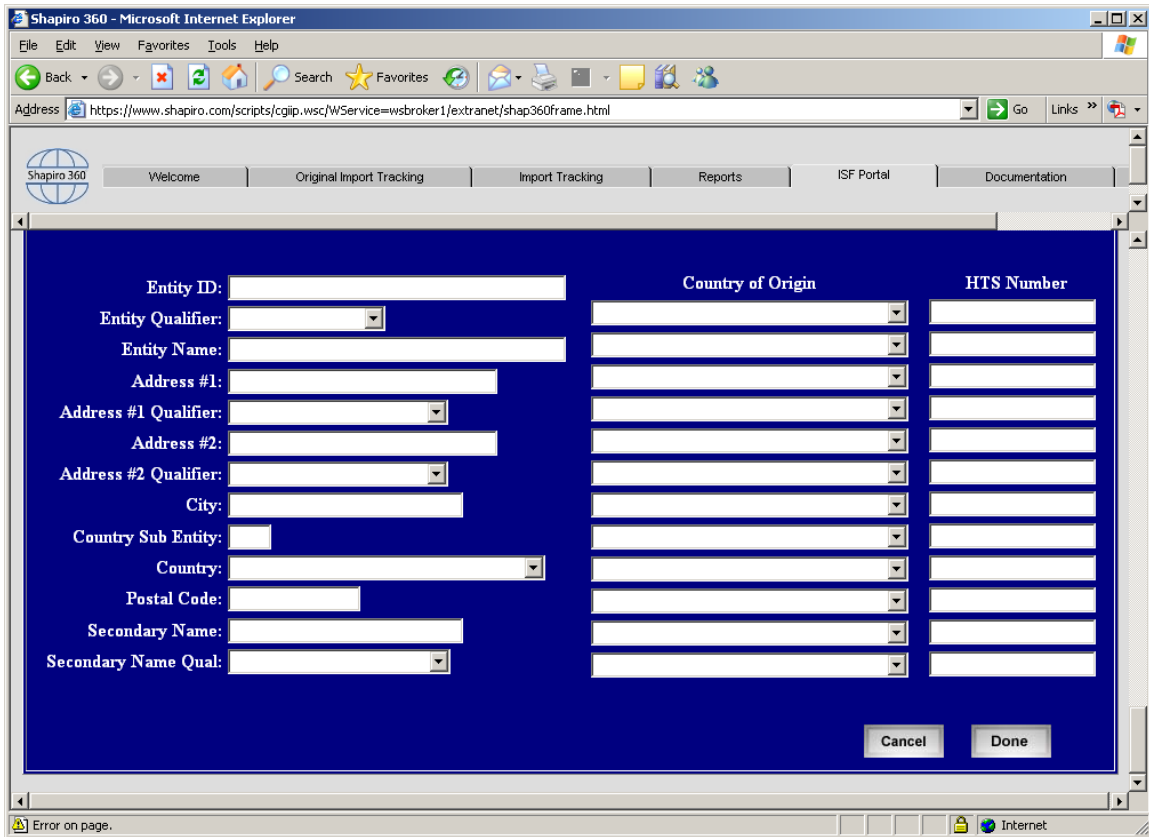 Shapiro 360 - Microsoft Internet Explorer
File Edit View Favorites Tools Help
Back Search Favorites
Address https://www.shapiro.com/scripts/cgiip.wsc/WService=wsbroker1/extranet/shap360frame.html Go Links »
Shapiro 360 Welcome Original Import Tracking Import Tracking Reports ISF Portal Documentation
Entity ID:
Entity Qualifier:
Entity Name:
Address #1:
Address #1 Qualifier:
Address #2:
Address #2 Qualifier:
City:
Country Sub Entity:
Country:
Postal Code:
Secondary Name:
Secondary Name Qual:
Country of Origin HTS Number
Cancel Done
Error on page. Internet